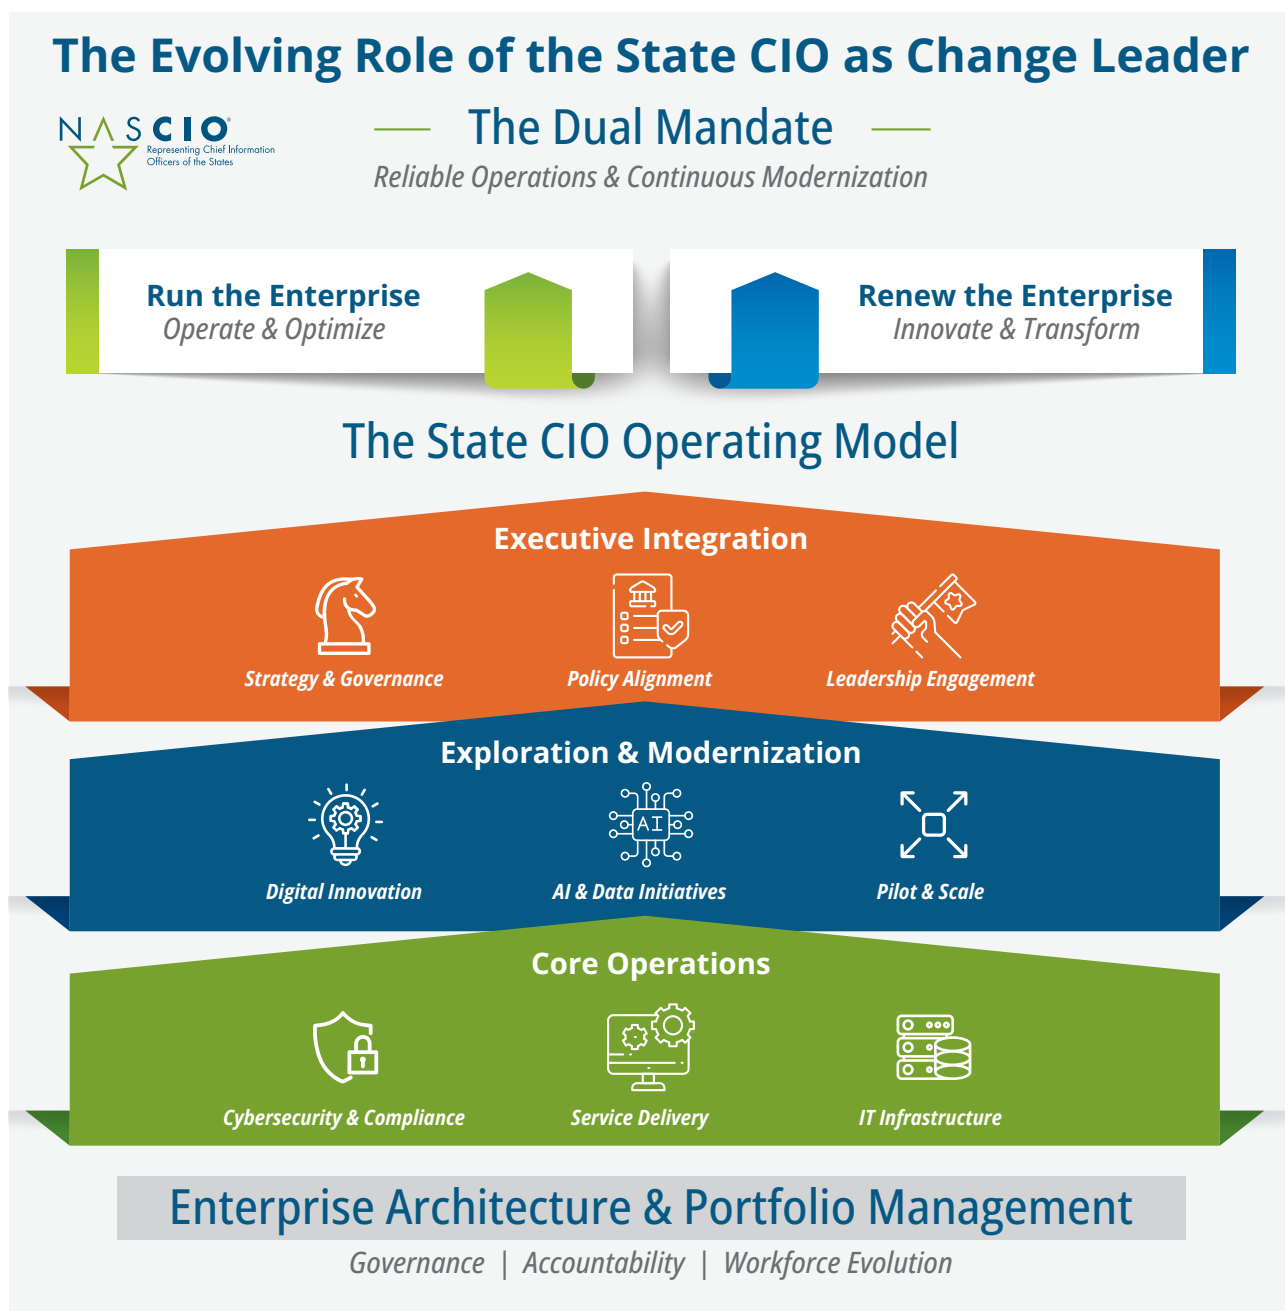 The Evolving Role of the State CIO as Change Leader
NASCIO®
Representing Chief Information
Officers of the States
The Dual Mandate
Reliable Operations & Continuous Modernization
Run the Enterprise
Operate & Optimize
Renew the Enterprise
Innovate & Transform
The State CIO Operating Model
Executive Integration
Strategy & Governance
Policy Alignment
Leadership Engagement
Exploration & Modernization
AI
Digital Innovation
AI & Data Initiatives
Pilot & Scale
Core Operations
Cybersecurity & Compliance
Service Delivery
IT Infrastructure
Enterprise Architecture & Portfolio Management
Governance | Accountability | Workforce Evolution